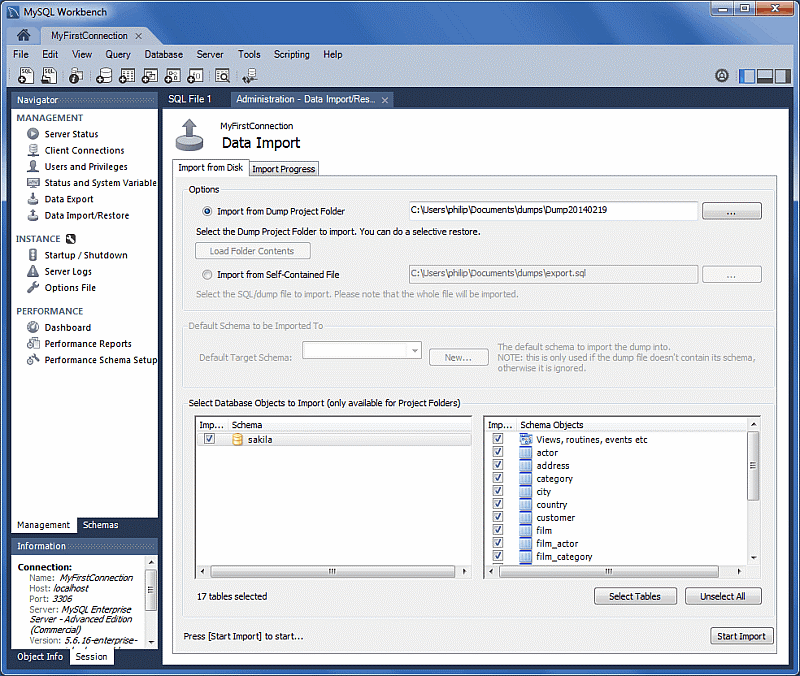 MySQL Workbench
MyFirstConnection
File Edit View Query Database Server Tools Scripting Help
Navigator
MANAGEMENT
Server Status
Client Connections
Users and Privileges
Status and System Variable
Data Export
Data Import/Restore
INSTANCE
Startup / Shutdown
Server Logs
Options File
PERFORMANCE
Dashboard
Performance Reports
Performance Schema Setup
Management Schemas
Information
Connection:
Name: MyFirstConnection
Host: localhost
Port: 3306
Server: MySQL Enterprise
Server - Advanced Edition
(Commercial)
Version: 5.6.16-enterprise-
Object Info Session
SQL File 1 Administration - Data Import/Res...
MyFirstConnection
Data Import
Import from Disk Import Progress
Options
Import from Dump Project Folder C:\Users\philip\Documents\dumps\Dump20140219 ...
Select the Dump Project Folder to import. You can do a selective restore.
Load Folder Contents
Import from Self-Contained File C:\Users\philip\Documents\dumps\export.sql ...
Select the SQL/dump file to import. Please note that the whole file will be imported.
Default Schema to be Imported To
Default Target Schema: New...
The default schema to import the dump into.
NOTE: this is only used if the dump file doesn't contain its schema,
otherwise it is ignored.
Select Database Objects to Import (only available for Project Folders)
Imp... Schema
sakila
Imp... Schema Objects
Views, routines, events etc
actor
address
category
city
country
customer
film
film_actor
film_category
17 tables selected
Select Tables Unselect All
Press [Start Import] to start...
Start Import